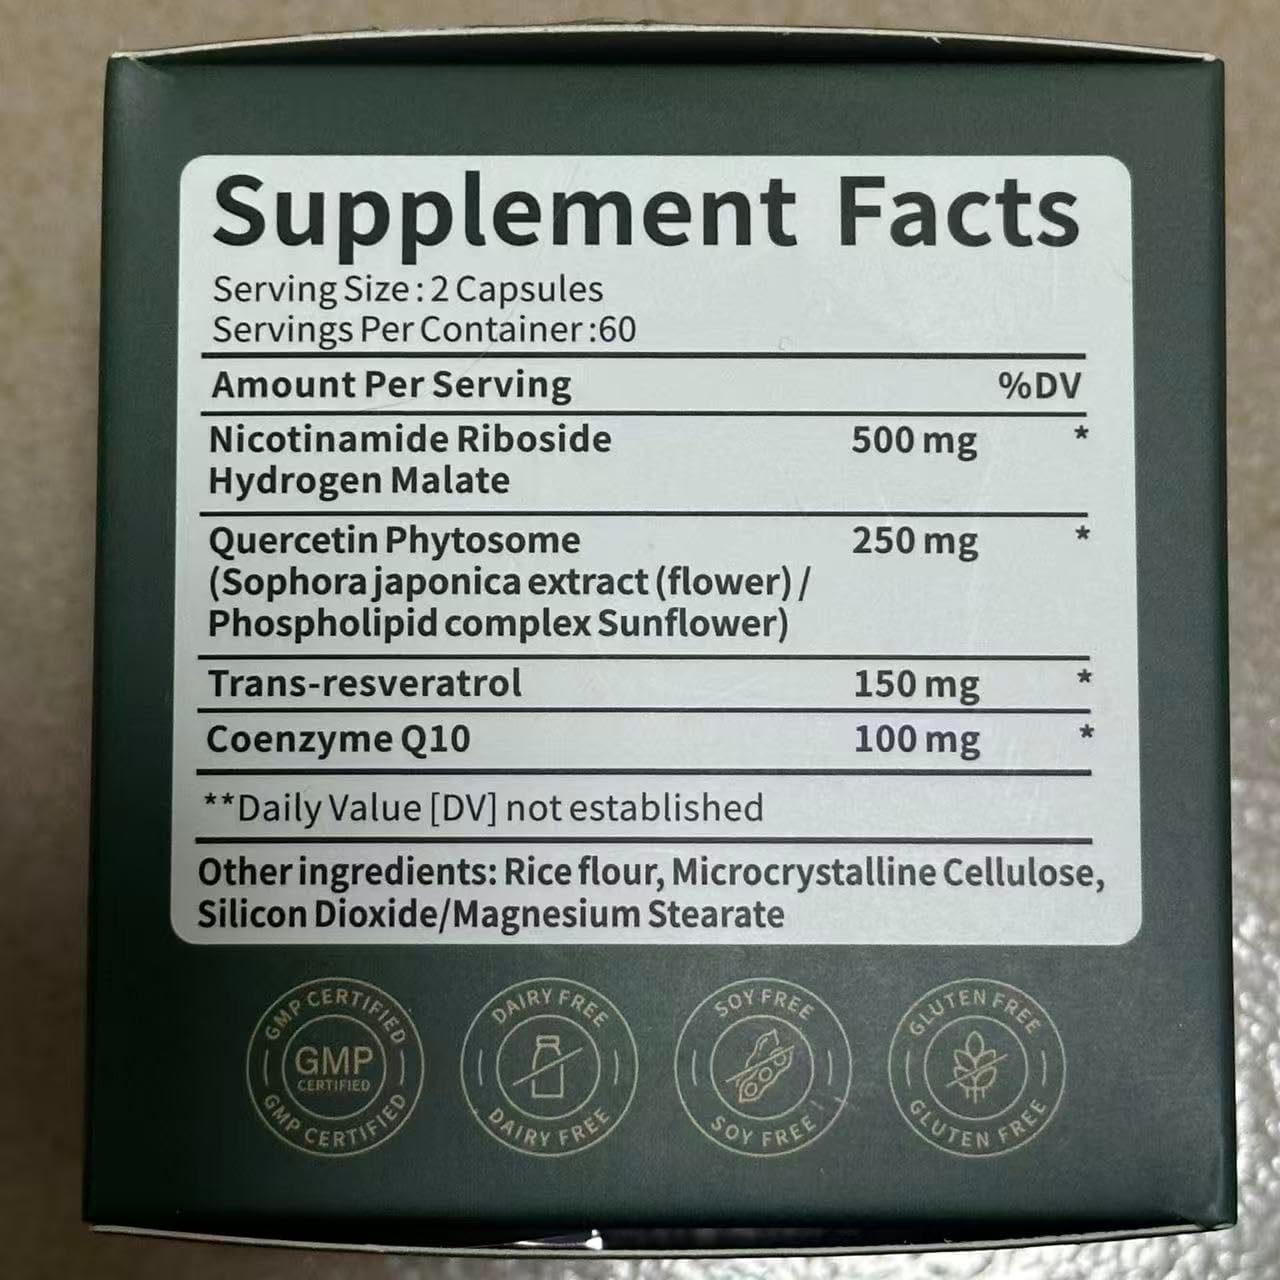 Supplement Facts
Serving Size : 2 Capsules
Servings Per Container :60
Amount Per Serving %DV
Nicotinamide Riboside 500 mg *
Hydrogen Malate
Quercetin Phytosome 250 mg *
(Sophora japonica extract (flower) /
Phospholipid complex Sunflower)
Trans-resveratrol 150 mg *
Coenzyme Q10 100 mg *
**Daily Value [DV] not established
Other ingredients: Rice flour, Microcrystalline Cellulose,
Silicon Dioxide/Magnesium Stearate
GMP CERTIFIED
GMP
CERTIFIED
GMP CERTIFIED
DAIRY FREE
DAIRY FREE
SOY FREE
SOY FREE
GLUTEN FREE
GLUTEN FREE